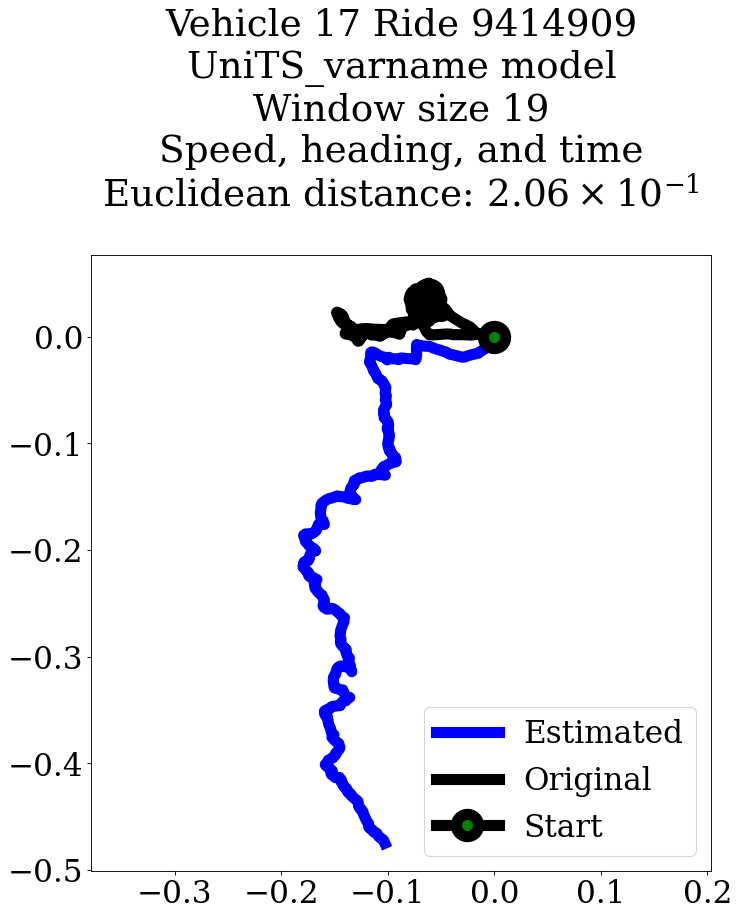 Vehicle 17 Ride 9414909
UniTS_varname model
Window size 19
Speed, heading, and time
Euclidean distance: 2.06 × 10⁻¹
0.0
−0.1
−0.2
−0.3
−0.4
−0.5
Estimated
Original
Start
−0.3 −0.2 −0.1 0.0 0.1 0.2